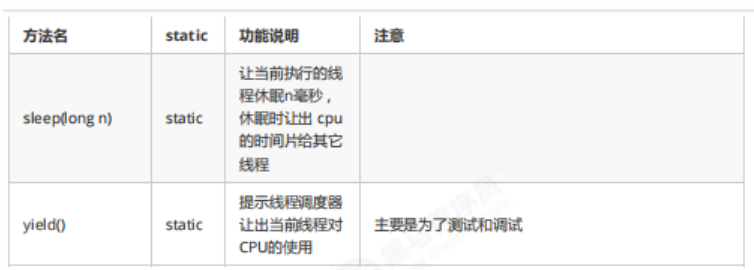 方法名 static 功能说明 注意
让当前执行的线
程休眠n毫秒，
sleep(long n) static 休眠时让出 cpu
的时间片给其它
线程
提示线程调度器
yield() static 让出当前线程对 主要是为了测试和调试
CPU的使用